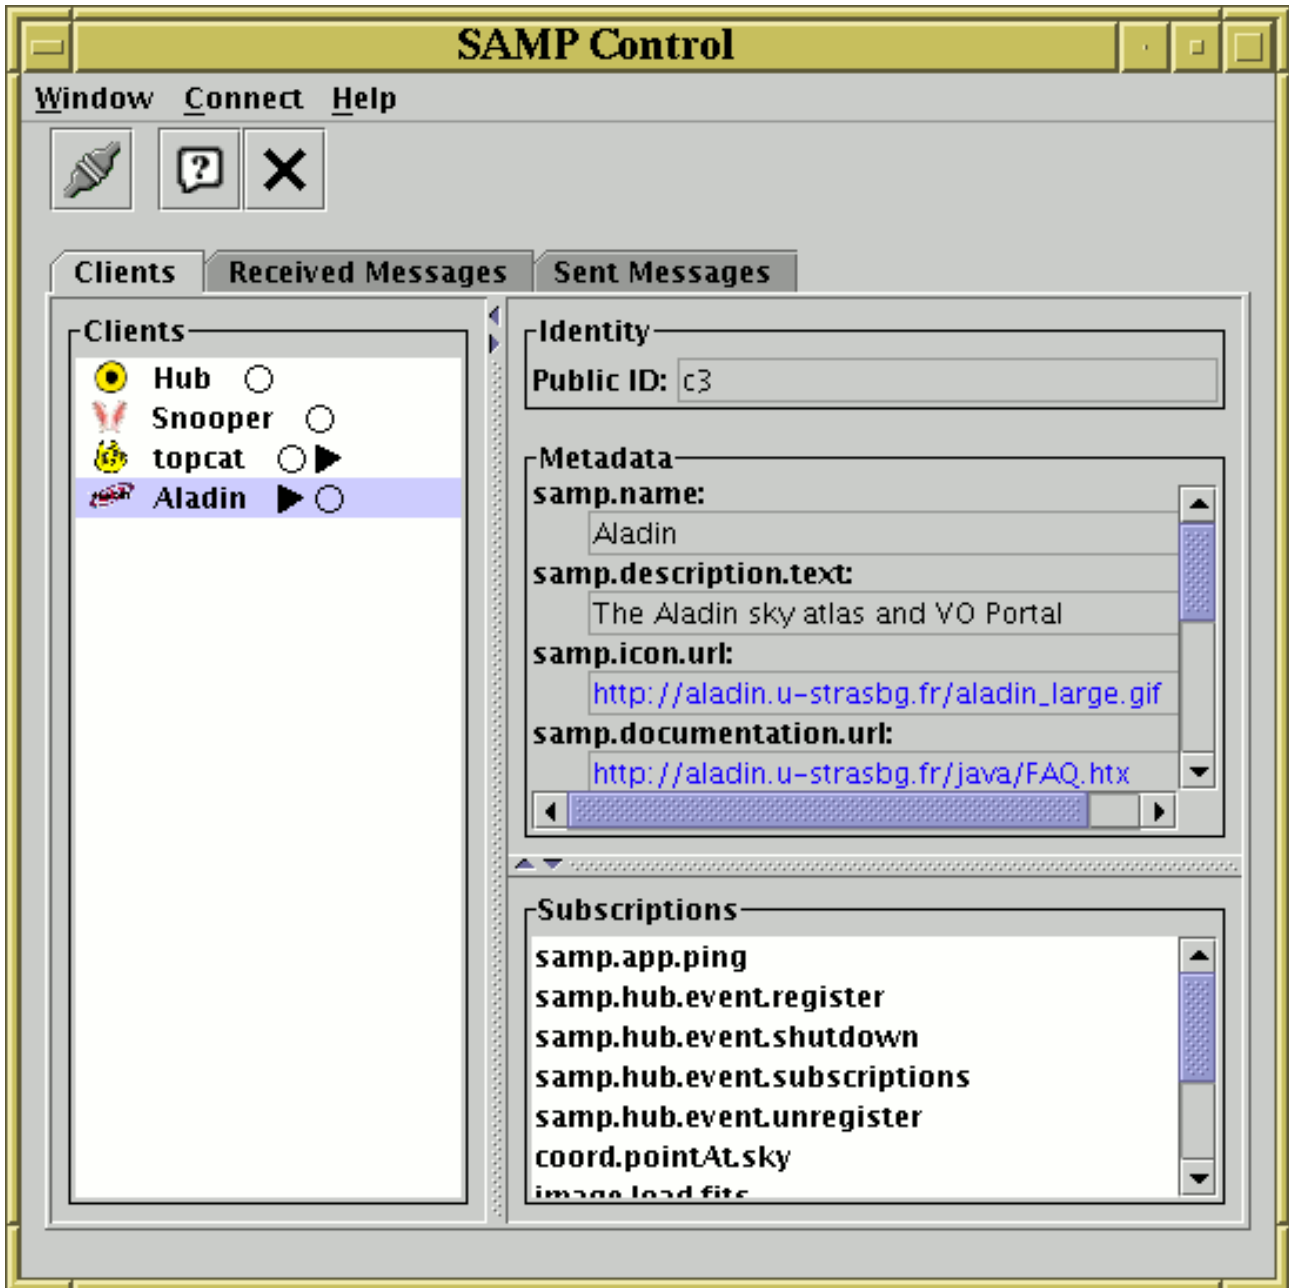 SAMP Control
Window Connect Help
Clients Received Messages Sent Messages
Clients
Hub
Snooper
topcat
Aladin
Identity
Public ID: c3
Metadata
samp.name:
Aladin
samp.description.text:
The Aladin sky atlas and VO Portal
samp.icon.url:
http://aladin.u-strasbg.fr/aladin_large.gif
samp.documentation.url:
http://aladin.u-strasbg.fr/java/FAQ.htx
Subscriptions
samp.app.ping
samp.hub.event.register
samp.hub.event.shutdown
samp.hub.event.subscriptions
samp.hub.event.unregister
coord.pointAt.sky
image.load.fits